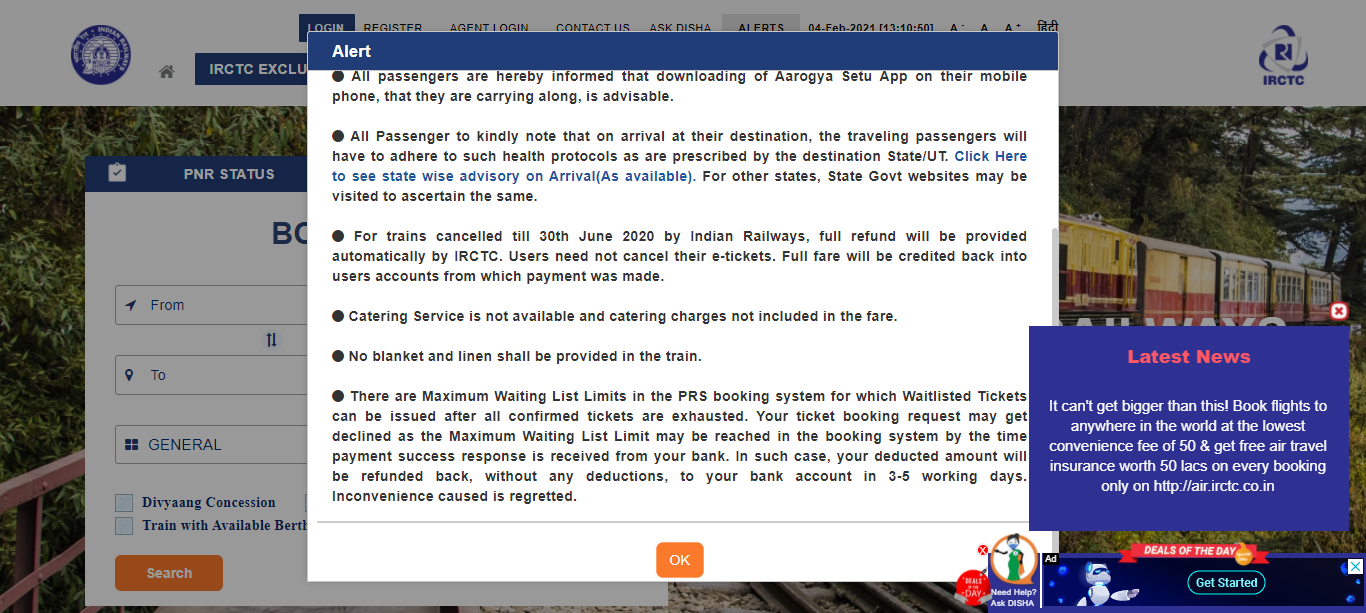 LOGIN REGISTER AGENT LOGIN CONTACT US ASK DISHA ALERTS 04-Feb-2021 [13:10:50] A - A A + हिंदी
IRCTC EXCLU
IRCTC
Alert
● All passengers are hereby informed that downloading of Aarogya Setu App on their mobile
phone, that they are carrying along, is advisable.
● All Passenger to kindly note that on arrival at their destination, the traveling passengers will
have to adhere to such health protocols as are prescribed by the destination State/UT. Click Here
to see state wise advisory on Arrival(As available). For other states, State Govt websites may be
visited to ascertain the same.
● For trains cancelled till 30th June 2020 by Indian Railways, full refund will be provided
automatically by IRCTC. Users need not cancel their e-tickets. Full fare will be credited back into
users accounts from which payment was made.
● Catering Service is not available and catering charges not included in the fare.
● No blanket and linen shall be provided in the train.
● There are Maximum Waiting List Limits in the PRS booking system for which Waitlisted Tickets
can be issued after all confirmed tickets are exhausted. Your ticket booking request may get
declined as the Maximum Waiting List Limit may be reached in the booking system by the time
payment success response is received from your bank. In such case, your deducted amount will
be refunded back, without any deductions, to your bank account in 3-5 working days.
Inconvenience caused is regretted.
OK
PNR STATUS
BO
From
To
GENERAL
Divyaang Concession
Train with Available Berth
Search
Latest News
It can't get bigger than this! Book flights to
anywhere in the world at the lowest
convenience fee of 50 & get free air travel
insurance worth 50 lacs on every booking
only on http://air.irctc.co.in
DEALS OF THE DAY
DEALS
OF THE
DAY
Need Help?
Ask DISHA
Ad
Get Started